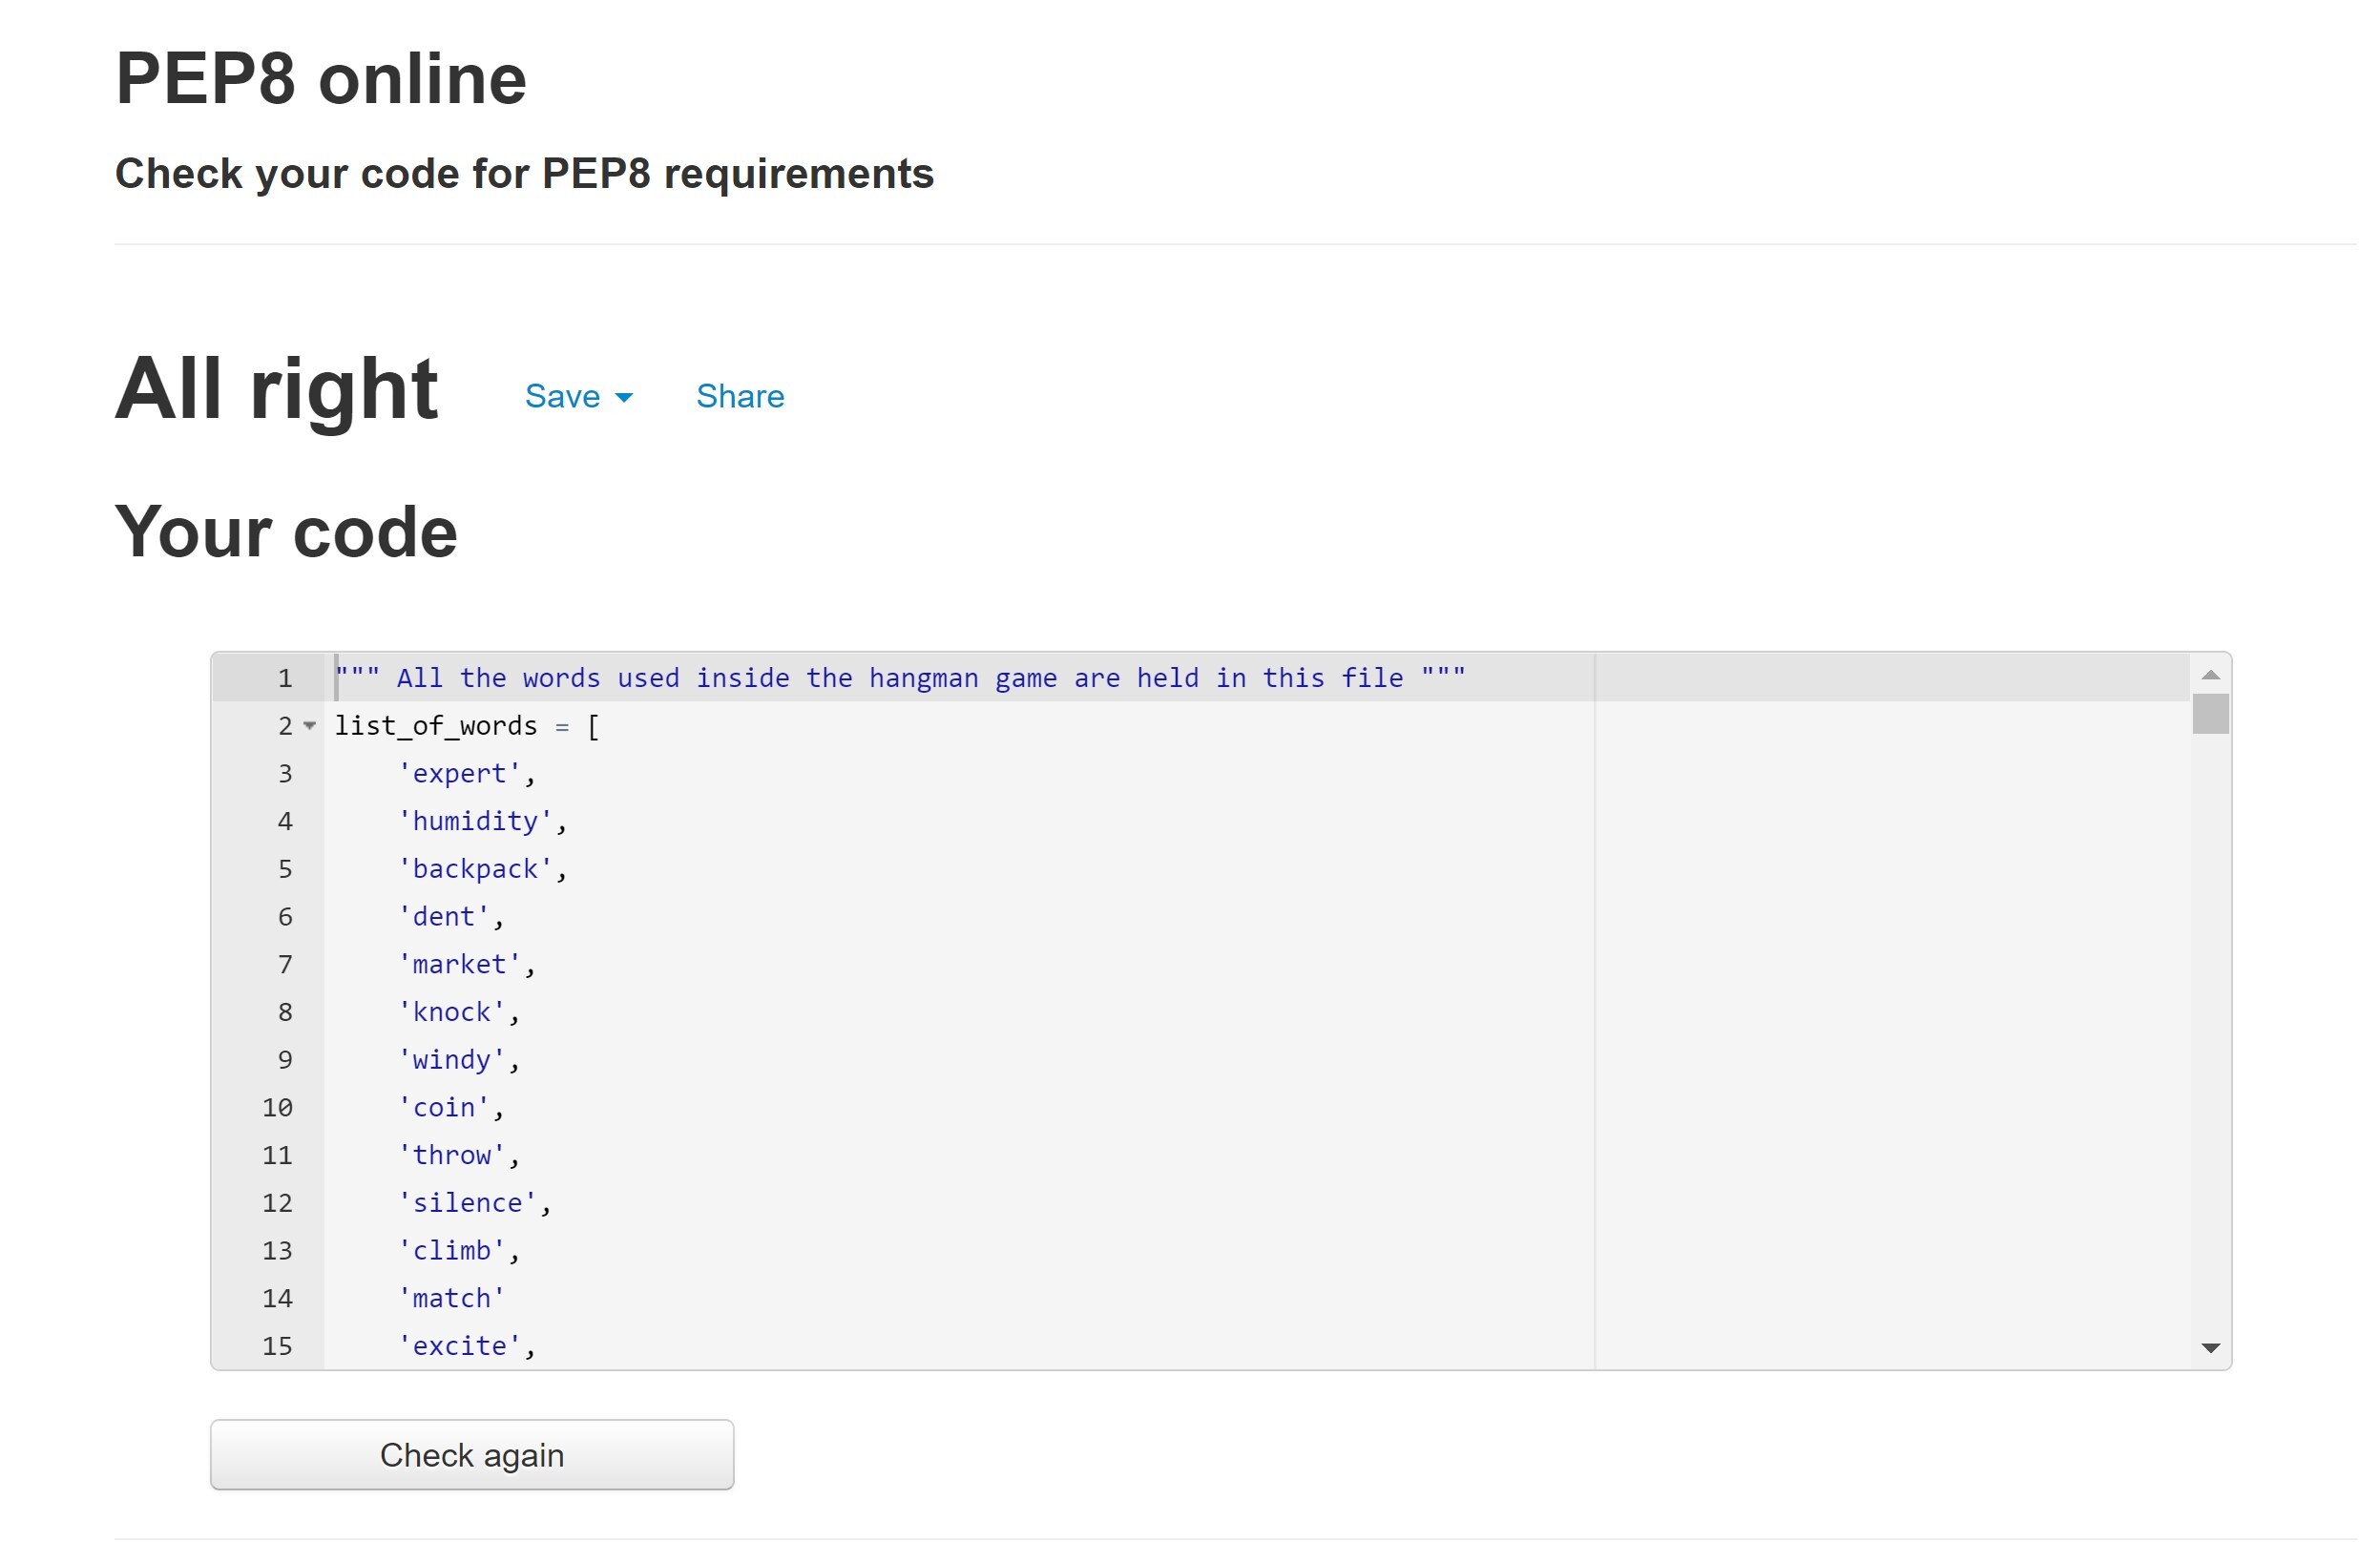 PEP8 online
Check your code for PEP8 requirements
All right Save Share
Your code
1 """ All the words used inside the hangman game are held in this file """
2 list_of_words = [
3 'expert',
4 'humidity',
5 'backpack',
6 'dent',
7 'market',
8 'knock',
9 'windy',
10 'coin',
11 'throw',
12 'silence',
13 'climb',
14 'match'
15 'excite',
Check again